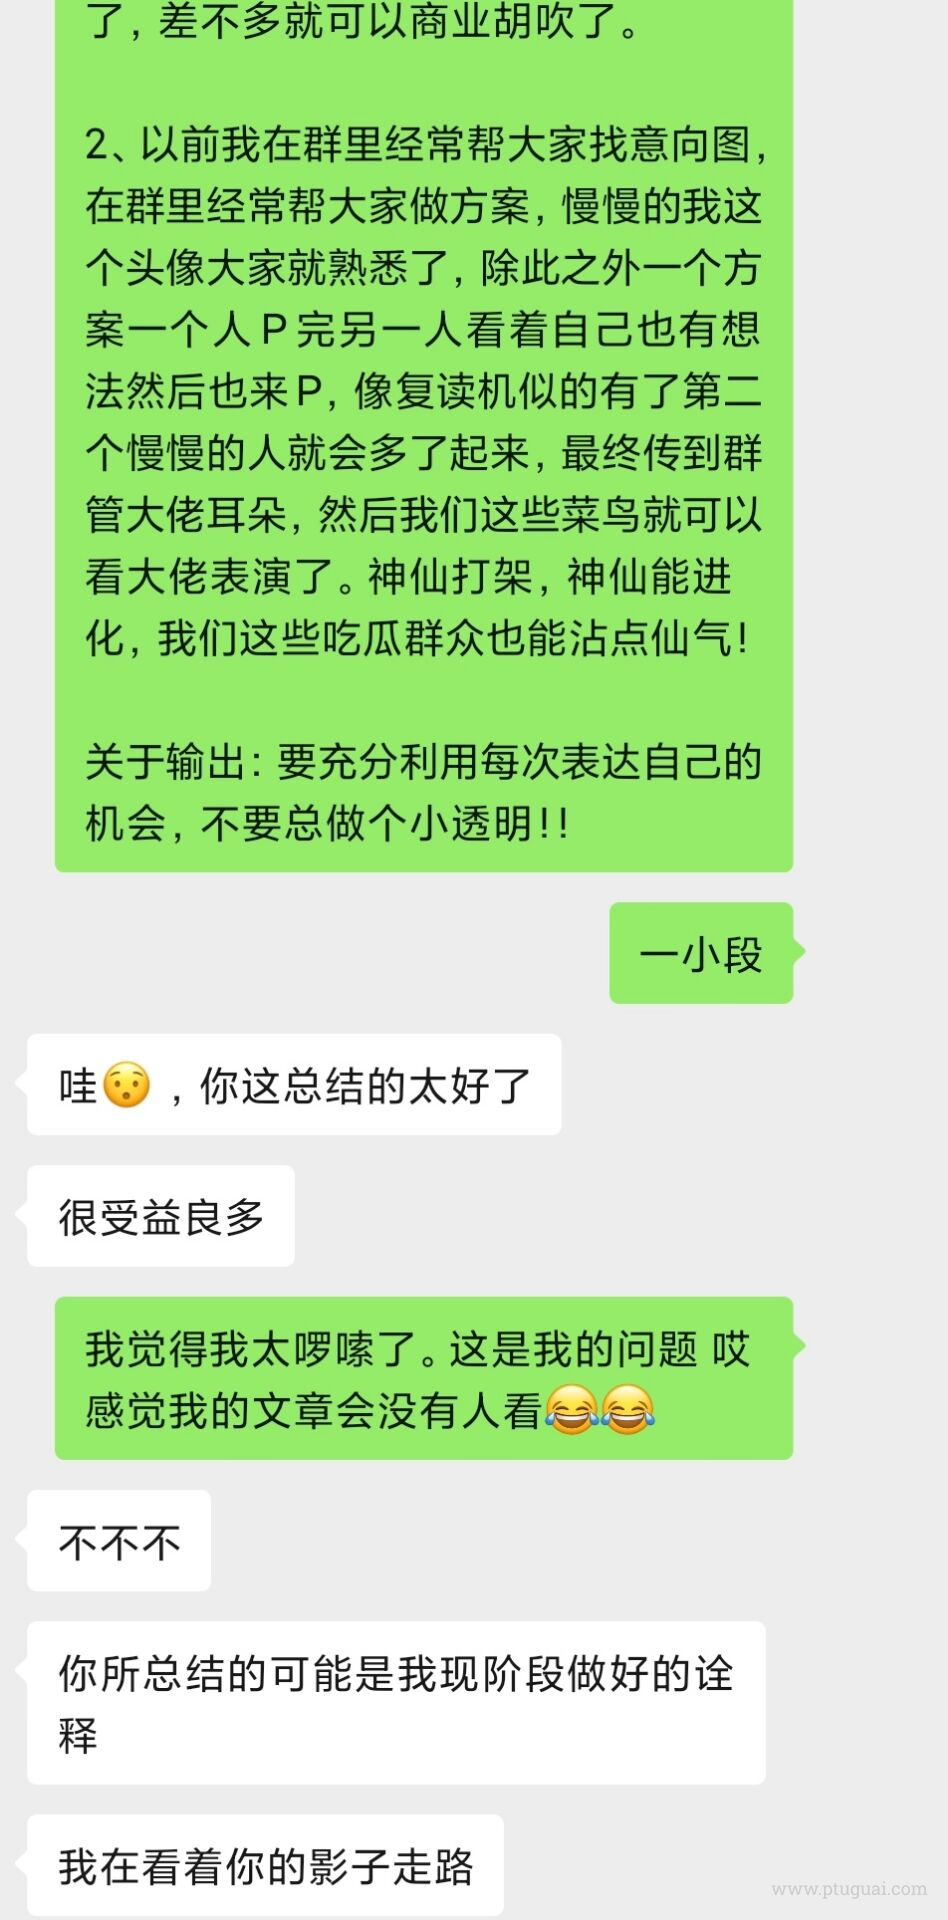 了，差不多就可以商业胡吹了。
2、以前我在群里经常帮大家找意向图，
在群里经常帮大家做方案，慢慢的我这
个头像大家就熟悉了，除此之外一个方
案一个人P完另一人看着自己也有想
法然后也来P，像复读机似的有了第二
个慢慢的人就会多了起来，最终传到群
管大佬耳朵，然后我们这些菜鸟就可以
看大佬表演了。神仙打架，神仙能进
化，我们这些吃瓜群众也能沾点仙气！
关于输出：要充分利用每次表达自己的
机会，不要总做个小透明！！
一小段
哇😯，你这总结的太好了
很受益良多
我觉得我太啰嗦了。这是我的问题 哎
感觉我的文章会没有人看😂😂
不不不
你所总结的可能是我现阶段做好的诠
释
我在看着你的影子走路
www.ptuguai.com